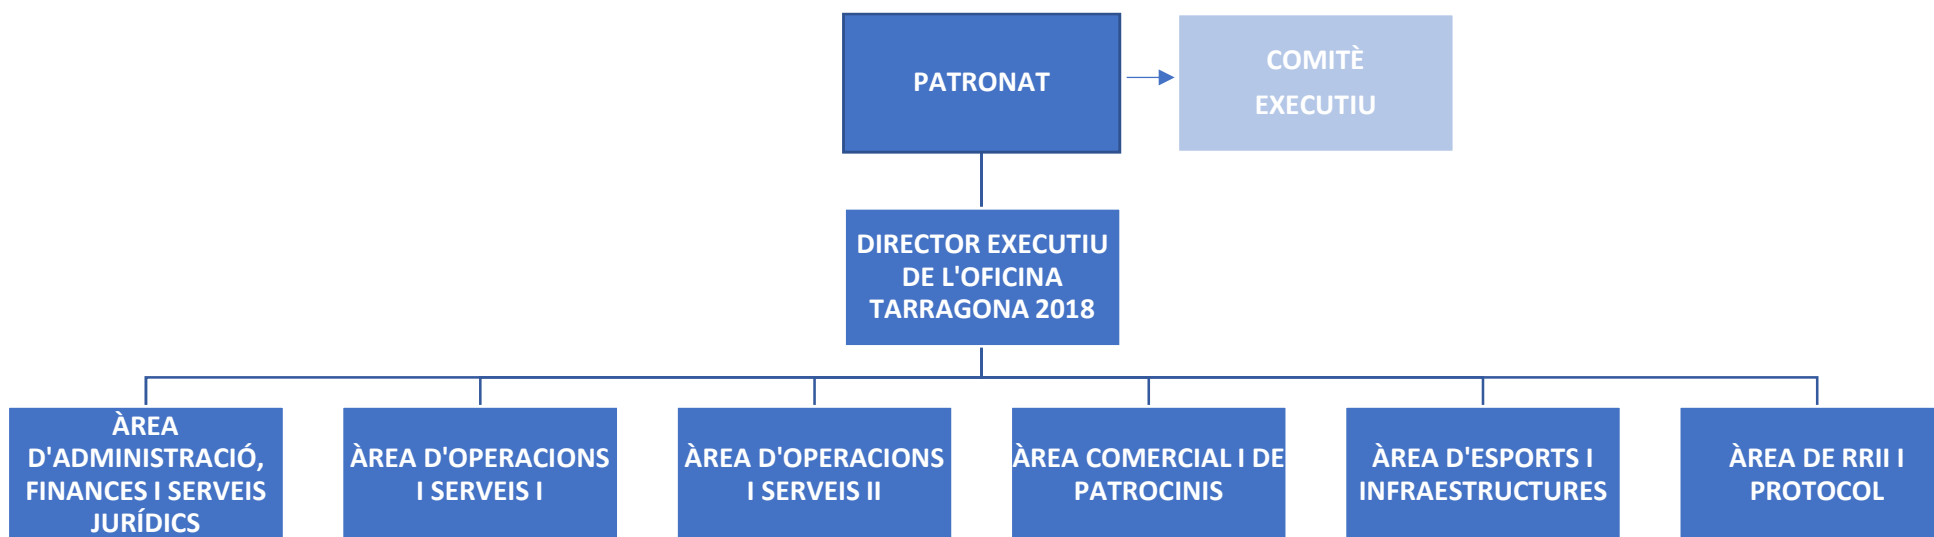 PATRONAT
COMITÈ
EXECUTIU
DIRECTOR EXECUTIU
DE L'OFICINA
TARRAGONA 2018
ÀREA
D'ADMINISTRACIÓ,
FINANCES I SERVEIS
JURÍDICS
ÀREA D'OPERACIONS
I SERVEIS I
ÀREA D'OPERACIONS
I SERVEIS II
ÀREA COMERCIAL I DE
PATROCINIS
ÀREA D'ESPORTS I
INFRAESTRUCTURES
ÀREA DE RRII I
PROTOCOL